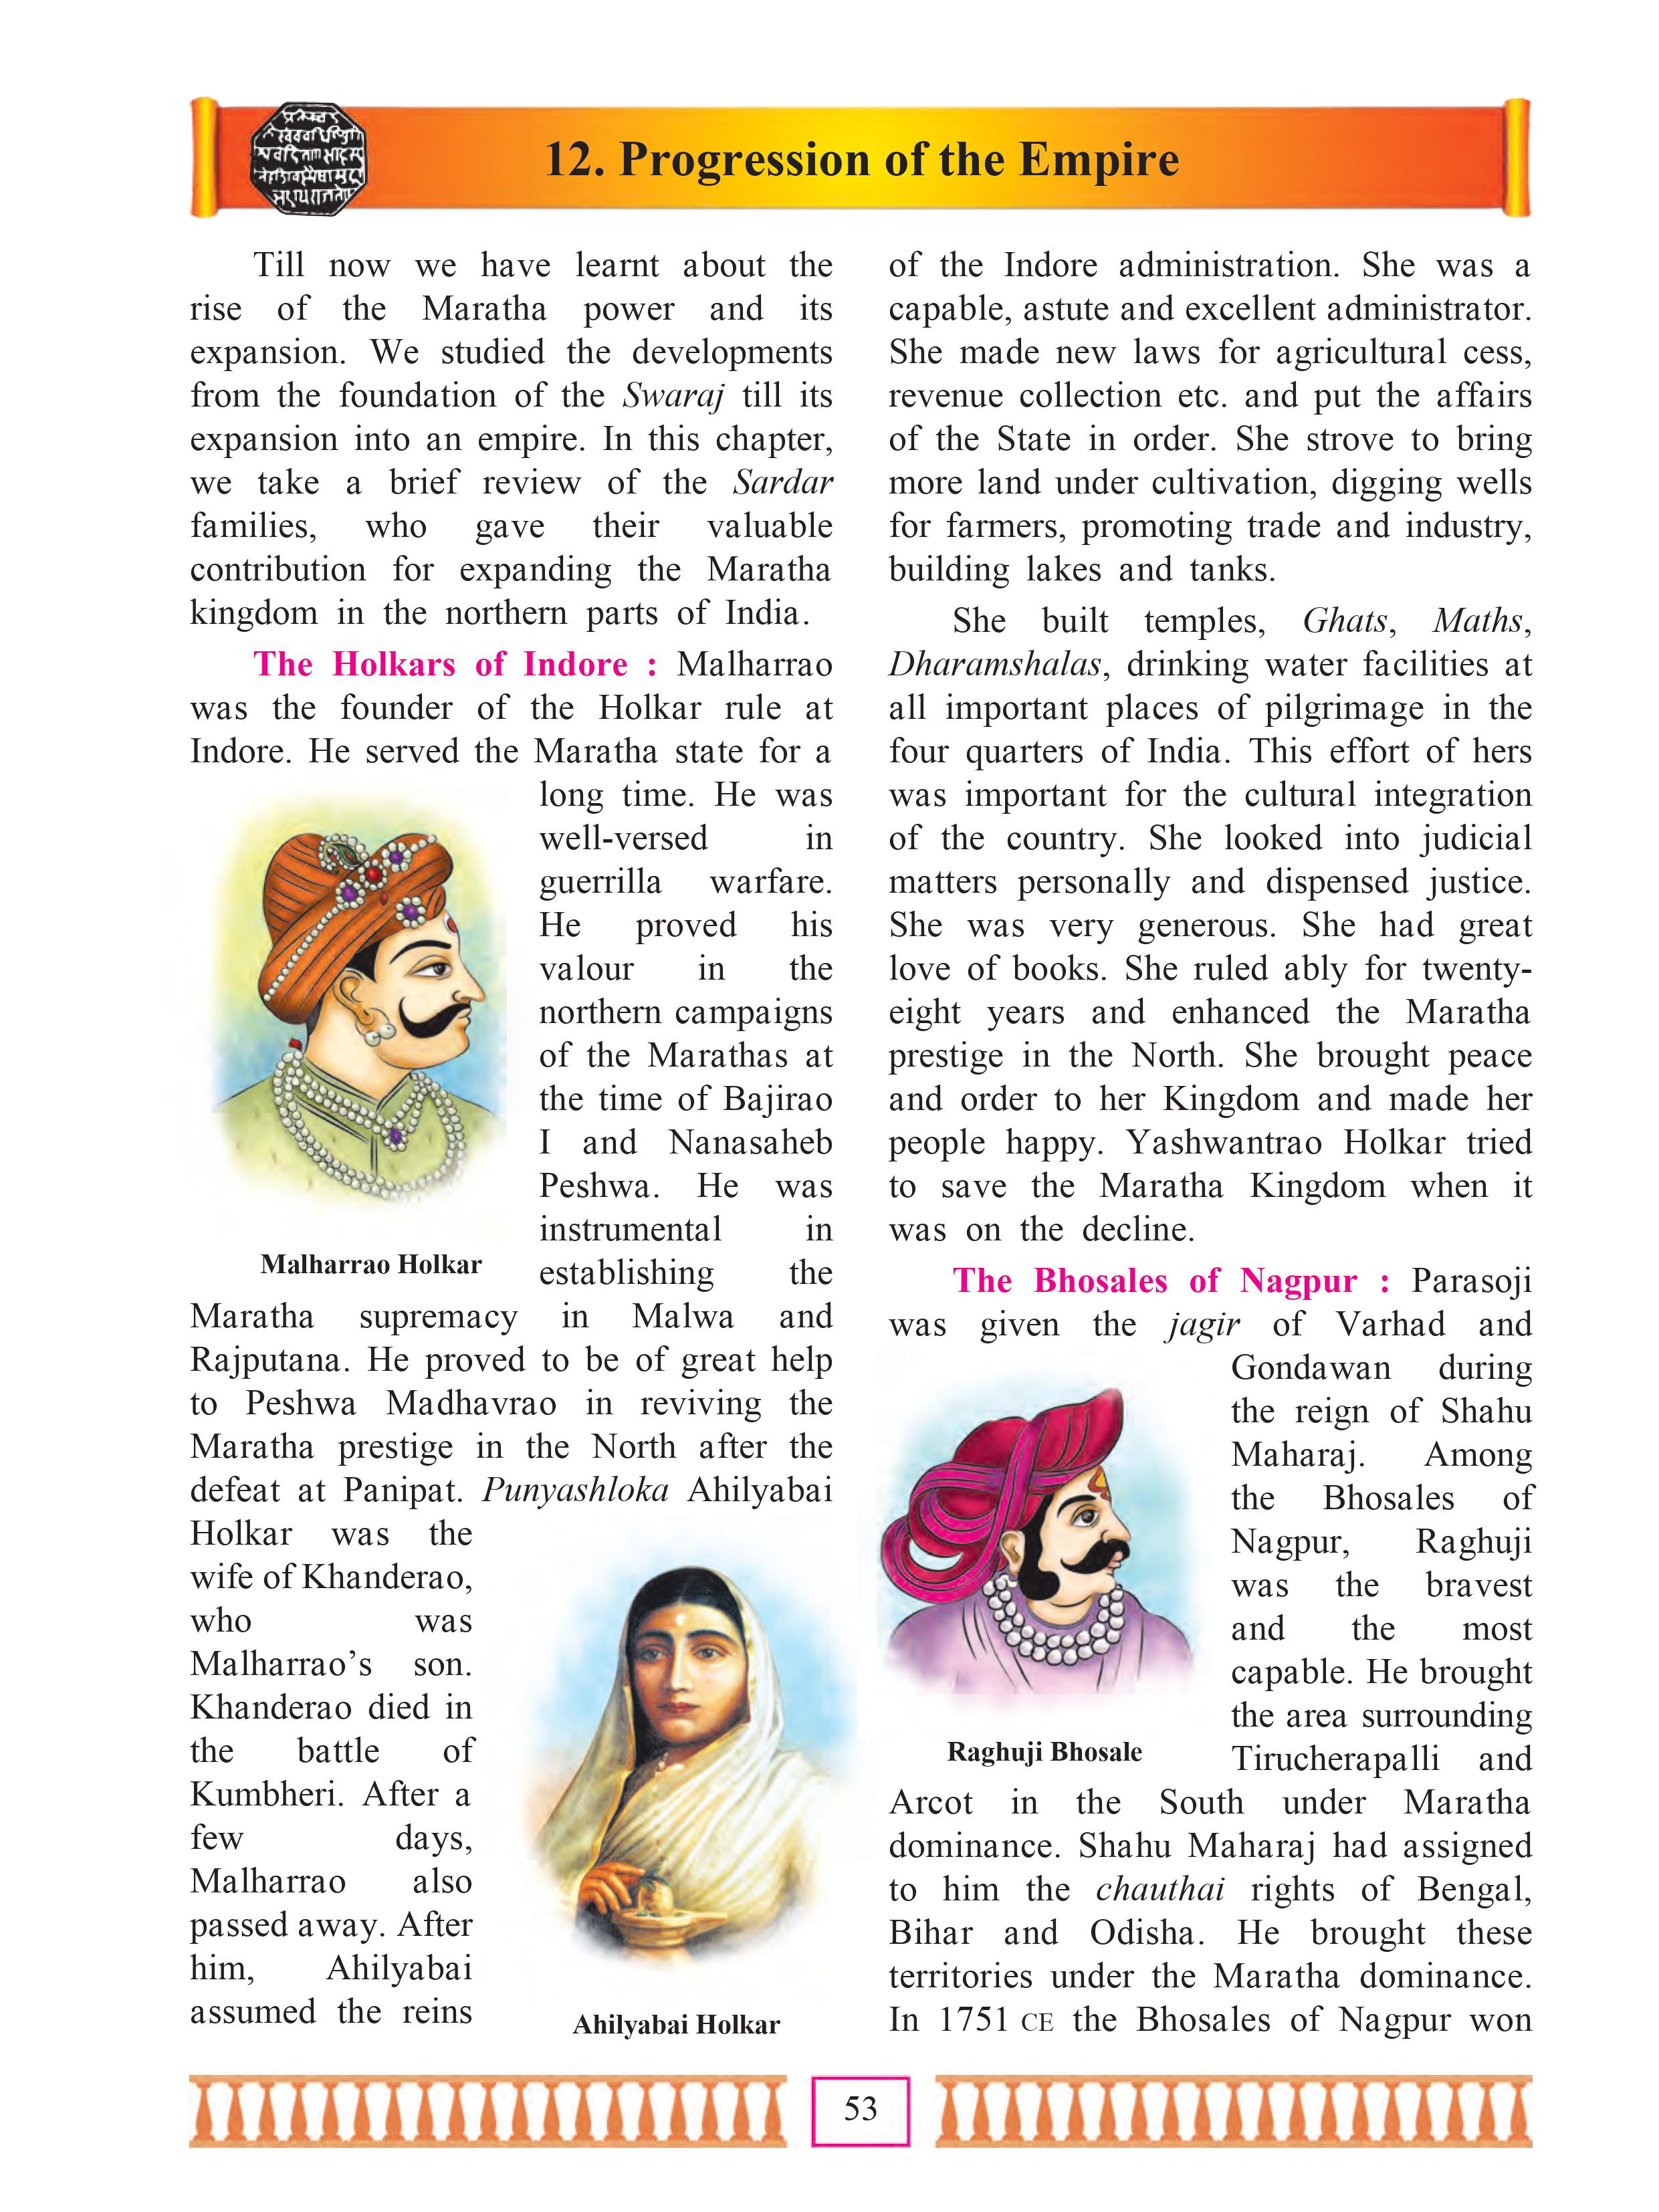 12. Progression of the Empire
Till now we have learnt about the
rise of the Maratha power and its
expansion. We studied the developments
from the foundation of the Swaraj till its
expansion into an empire. In this chapter,
we take a brief review of the Sardar
families, who gave their valuable
contribution for expanding the Maratha
kingdom in the northern parts of India.
The Holkars of Indore : Malharrao
was the founder of the Holkar rule at
Indore. He served the Maratha state for a
long time. He was
well-versed in
guerrilla warfare.
He proved his
valour in the
northern campaigns
of the Marathas at
the time of Bajirao
I and Nanasaheb
Peshwa. He was
instrumental in
establishing the
Malharrao Holkar
Maratha supremacy in Malwa and
Rajputana. He proved to be of great help
to Peshwa Madhavrao in reviving the
Maratha prestige in the North after the
defeat at Panipat. Punyashloka Ahilyabai
Holkar was the
wife of Khanderao,
who was
Malharrao’s son.
Khanderao died in
the battle of
Kumbheri. After a
few days,
Malharrao also
passed away. After
him, Ahilyabai
assumed the reins
Ahilyabai Holkar
of the Indore administration. She was a
capable, astute and excellent administrator.
She made new laws for agricultural cess,
revenue collection etc. and put the affairs
of the State in order. She strove to bring
more land under cultivation, digging wells
for farmers, promoting trade and industry,
building lakes and tanks.
She built temples, Ghats, Maths,
Dharamshalas, drinking water facilities at
all important places of pilgrimage in the
four quarters of India. This effort of hers
was important for the cultural integration
of the country. She looked into judicial
matters personally and dispensed justice.
She was very generous. She had great
love of books. She ruled ably for twenty-
eight years and enhanced the Maratha
prestige in the North. She brought peace
and order to her Kingdom and made her
people happy. Yashwantrao Holkar tried
to save the Maratha Kingdom when it
was on the decline.
The Bhosales of Nagpur : Parasoji
was given the jagir of Varhad and
Gondawan during
the reign of Shahu
Maharaj. Among
the Bhosales of
Nagpur, Raghuji
was the bravest
and the most
capable. He brought
the area surrounding
Tirucherapalli and
Raghuji Bhosale
Arcot in the South under Maratha
dominance. Shahu Maharaj had assigned
to him the chauthai rights of Bengal,
Bihar and Odisha. He brought these
territories under the Maratha dominance.
In 1751 CE the Bhosales of Nagpur won
53